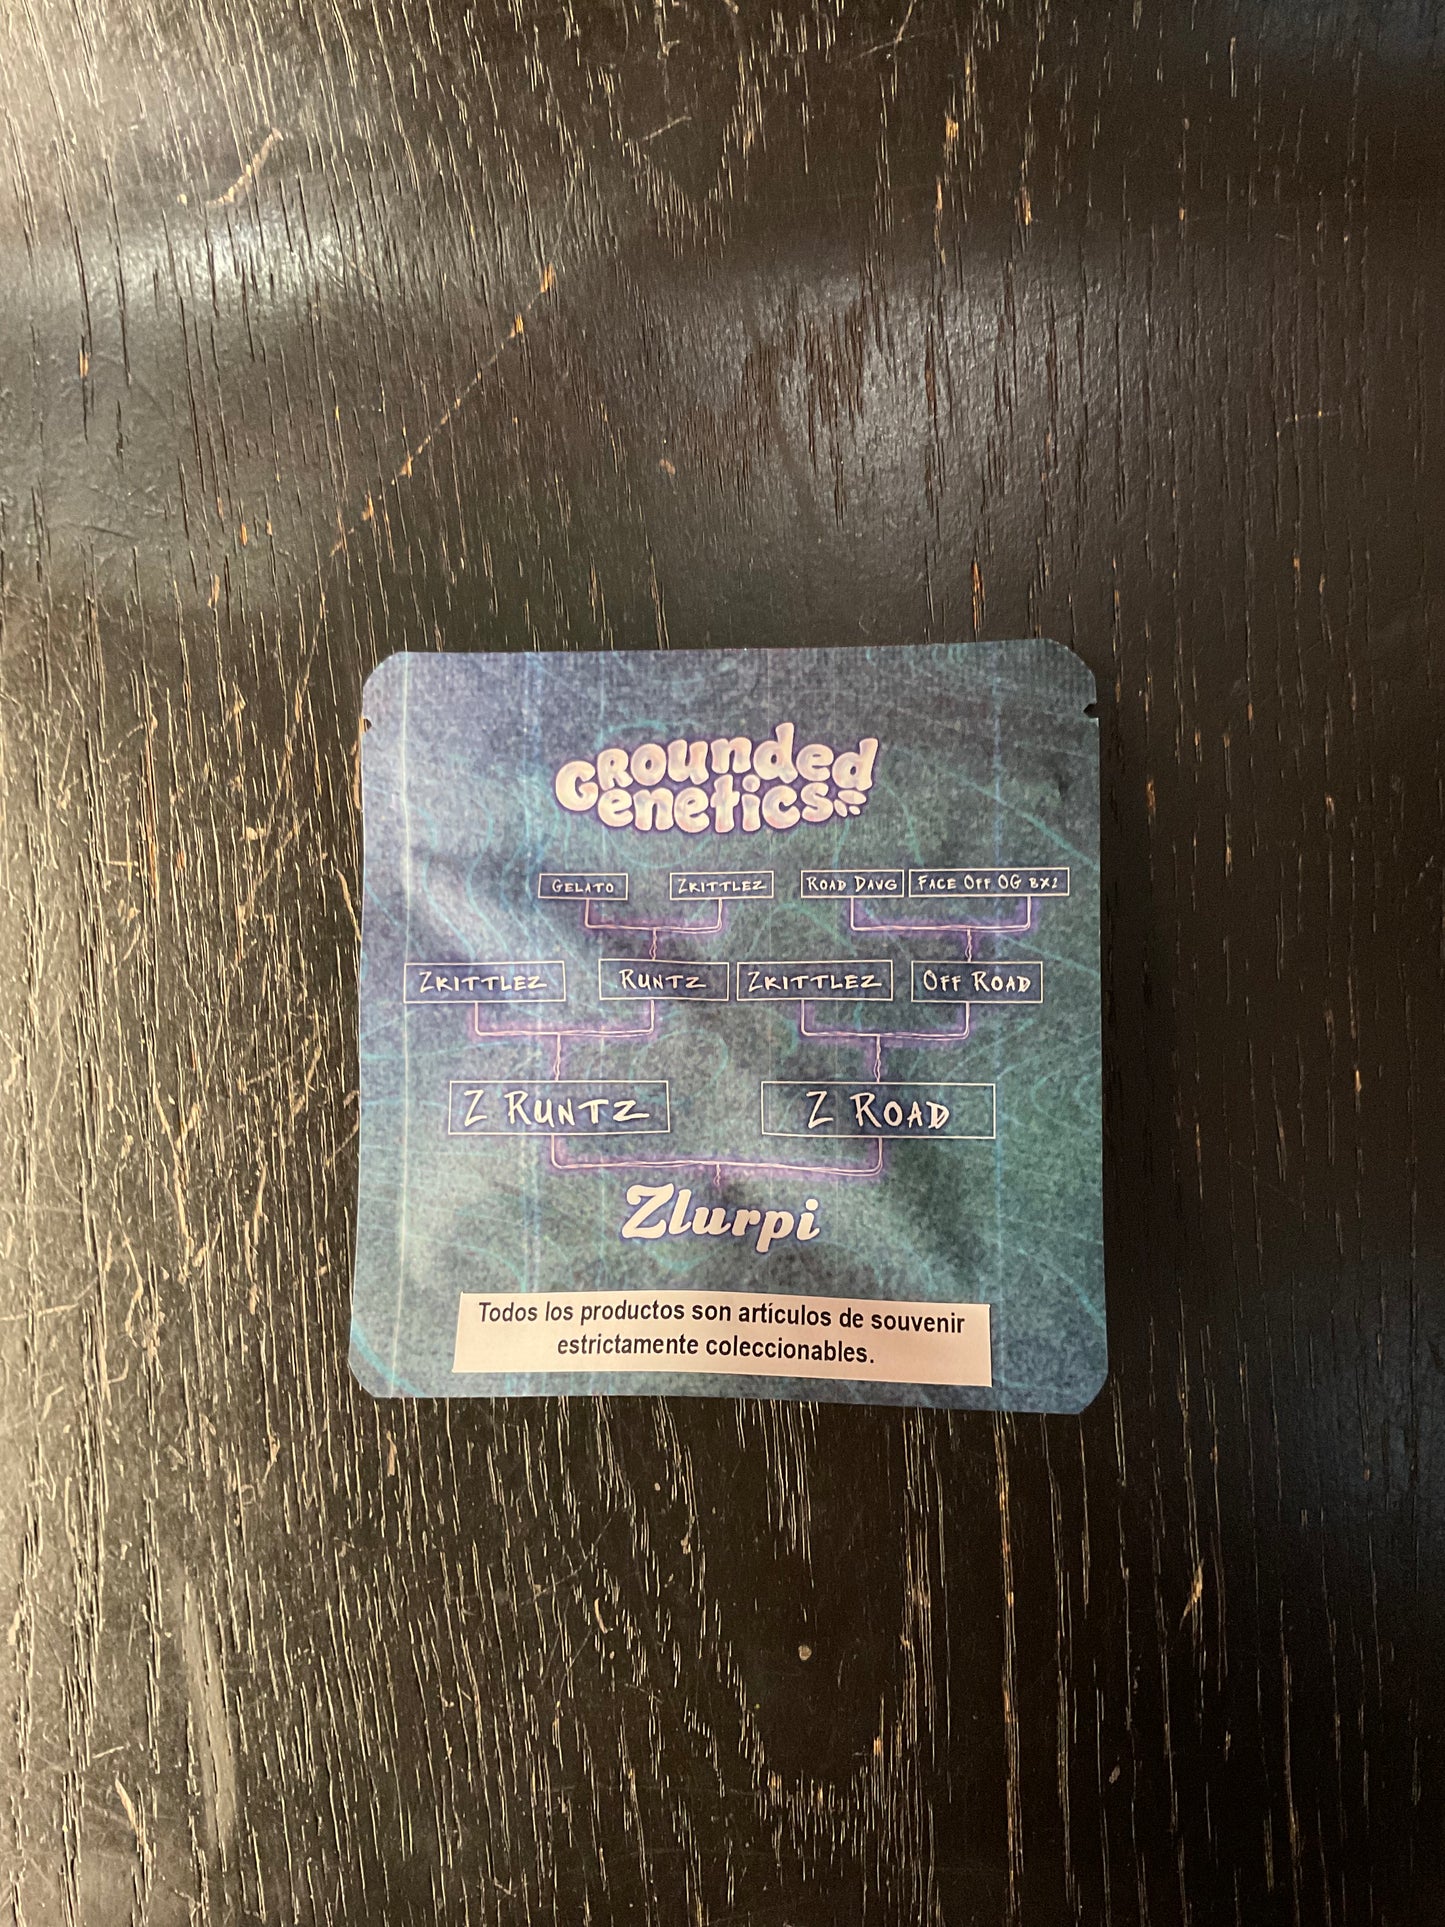 Grounded
Genetics
Gelato Zkittlez Road Dawg Face Off OG BX2
Zkittlez Runtz Zkittlez Off Road
Z Runtz Z Road
Zlurpi
Todos los productos son artículos de souvenir
estrictamente coleccionables.